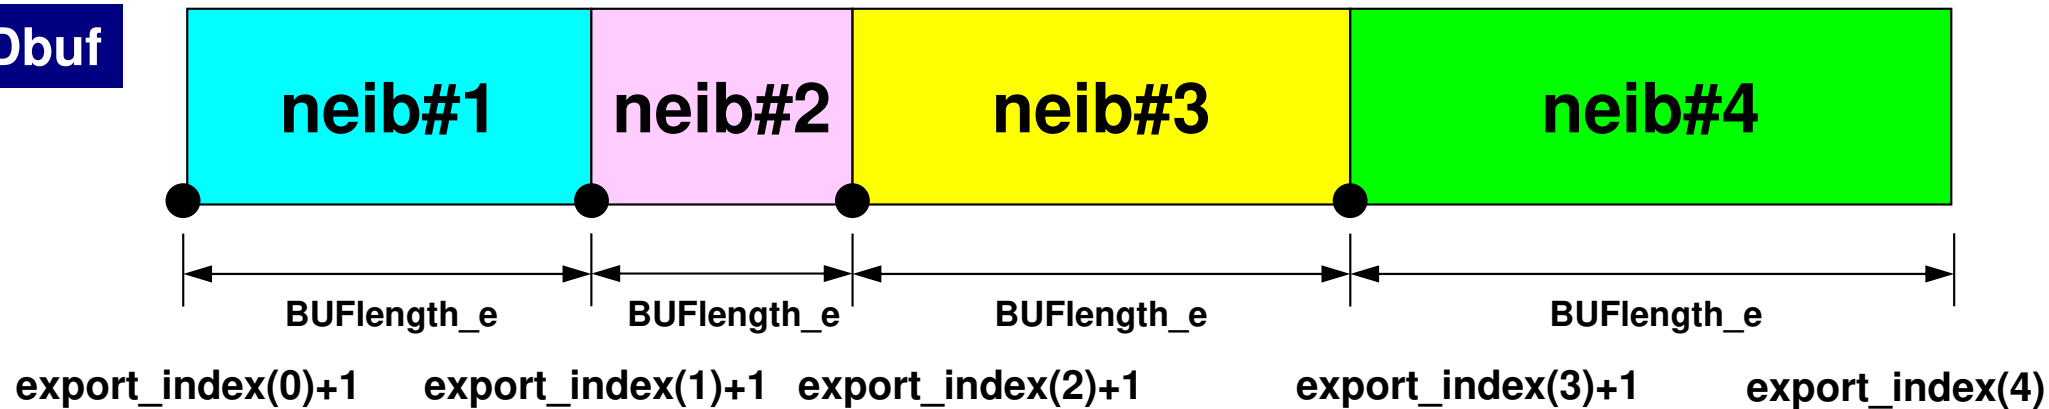 Dbuf
neib#1 neib#2 neib#3 neib#4
BUFlength_e BUFlength_e BUFlength_e BUFlength_e
export_index(0)+1 export_index(1)+1 export_index(2)+1 export_index(3)+1 export_index(4)